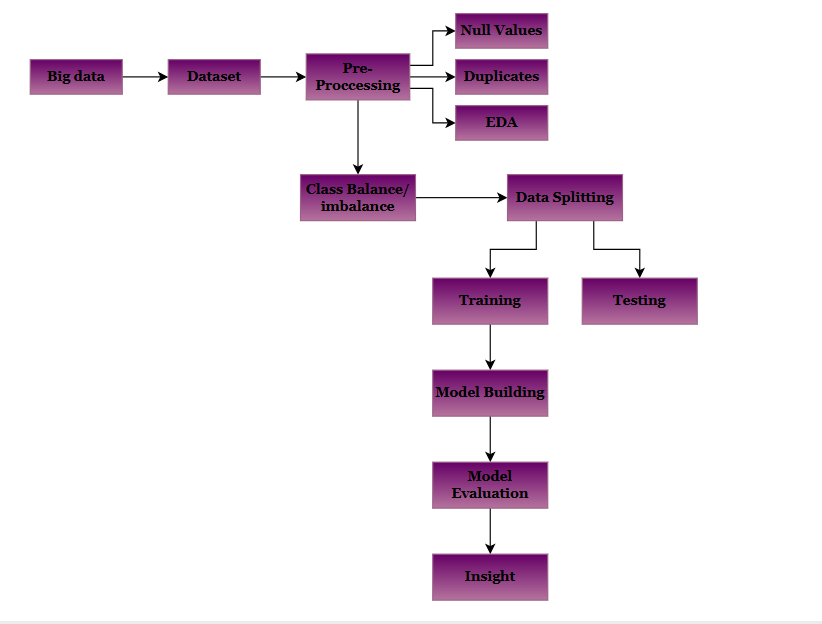 Null Values
Big data
Dataset
Pre-
Proccessing
Duplicates
EDA
Class Balance/
imbalance
Data Splitting
Training
Testing
Model Building
Model
Evaluation
Insight